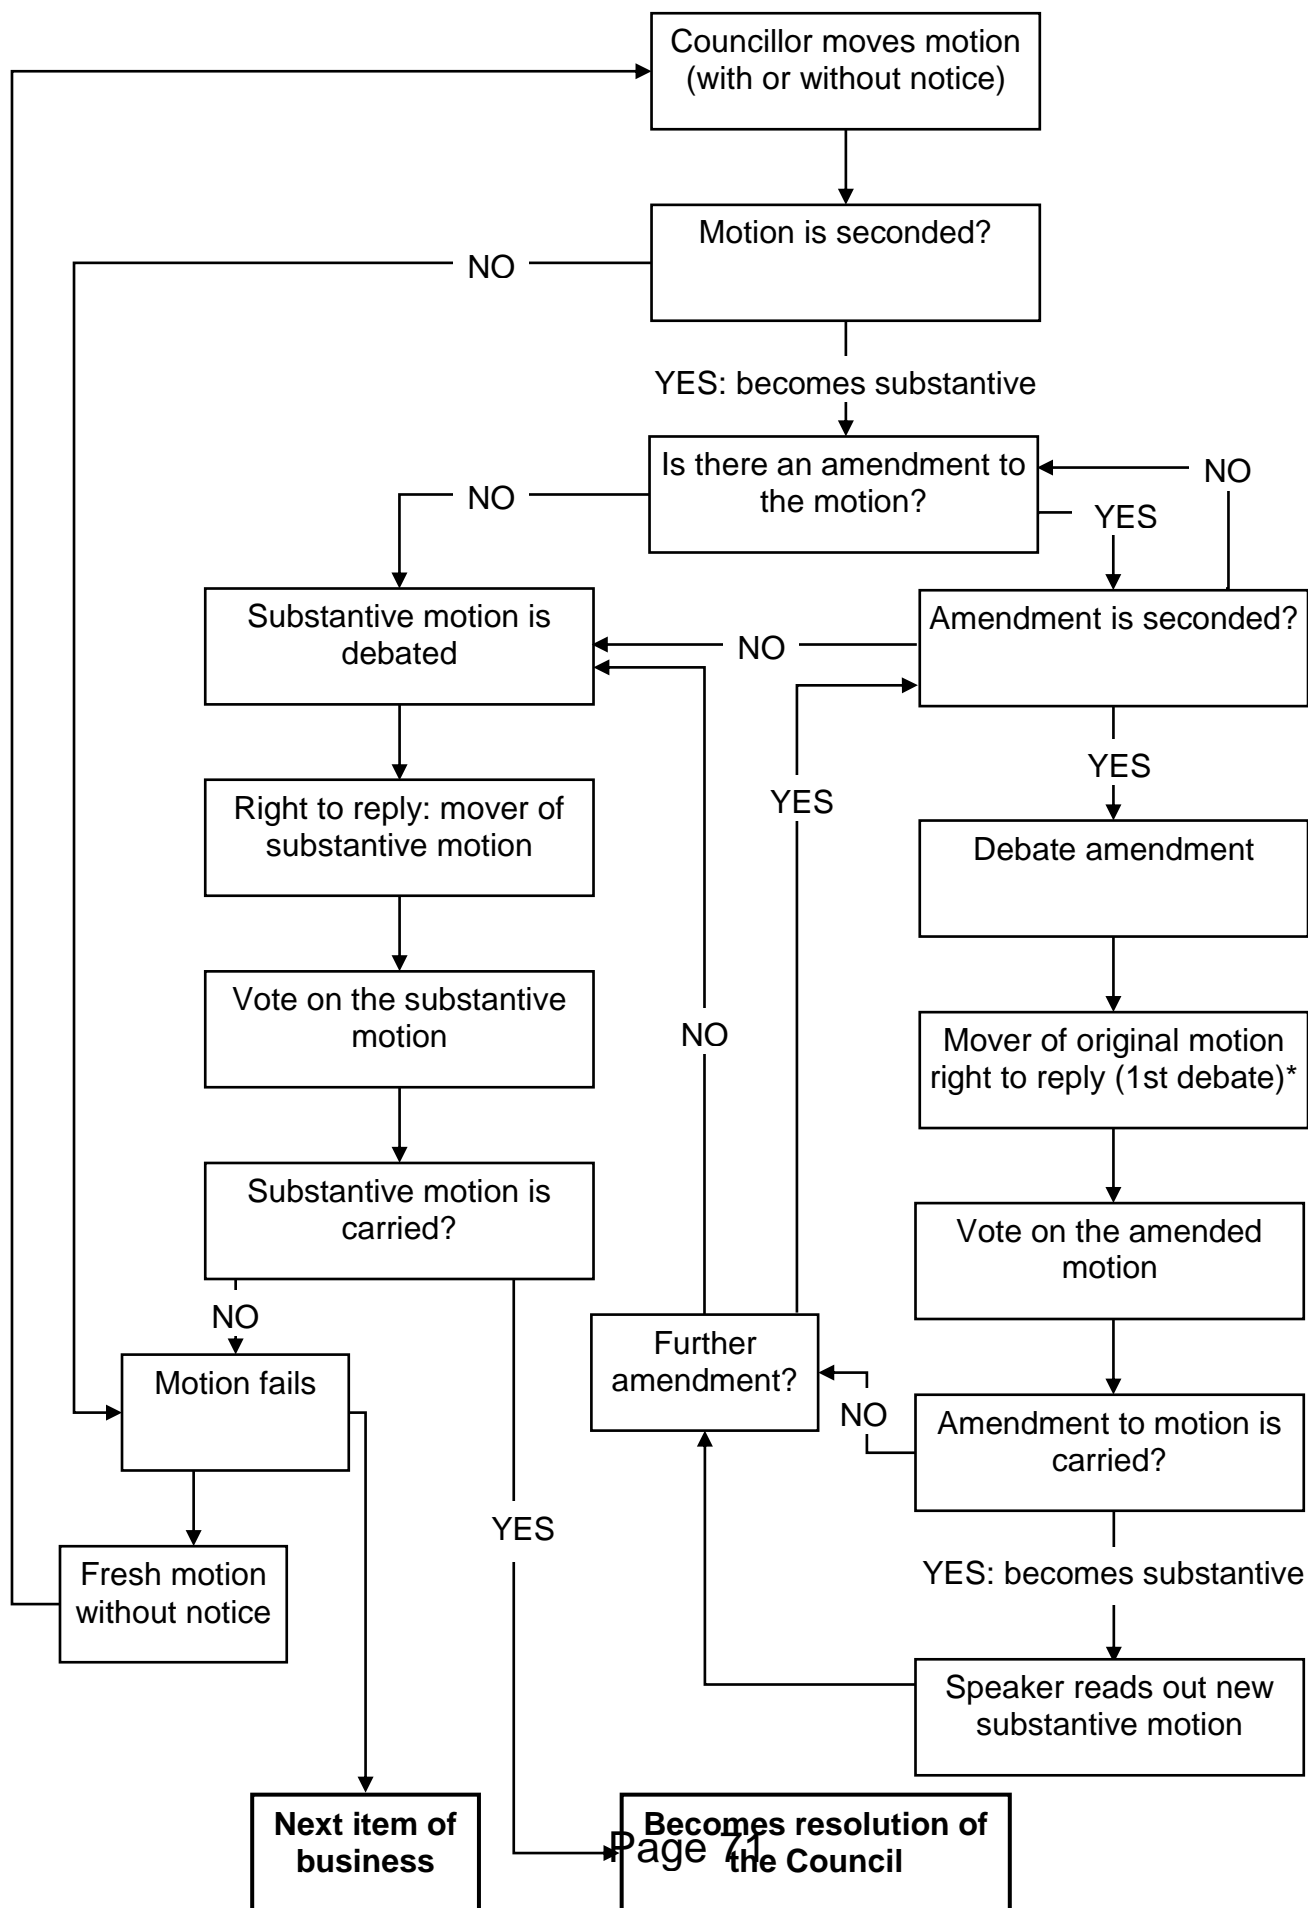 Councillor moves motion
(with or without notice)
Motion is seconded?
NO
YES: becomes substantive
Is there an amendment to
the motion?
NO
NO
YES
Substantive motion is
debated
NO
Amendment is seconded?
YES
YES
Right to reply: mover of
substantive motion
Debate amendment
Vote on the substantive
motion
NO
Mover of original motion
right to reply (1st debate)*
Substantive motion is
carried?
Vote on the amended
motion
NO
Motion fails
Further
amendment?
NO
Amendment to motion is
carried?
YES
YES: becomes substantive
Fresh motion
without notice
Speaker reads out new
substantive motion
Next item of
business
Becomes resolution of
the Council
Page 71